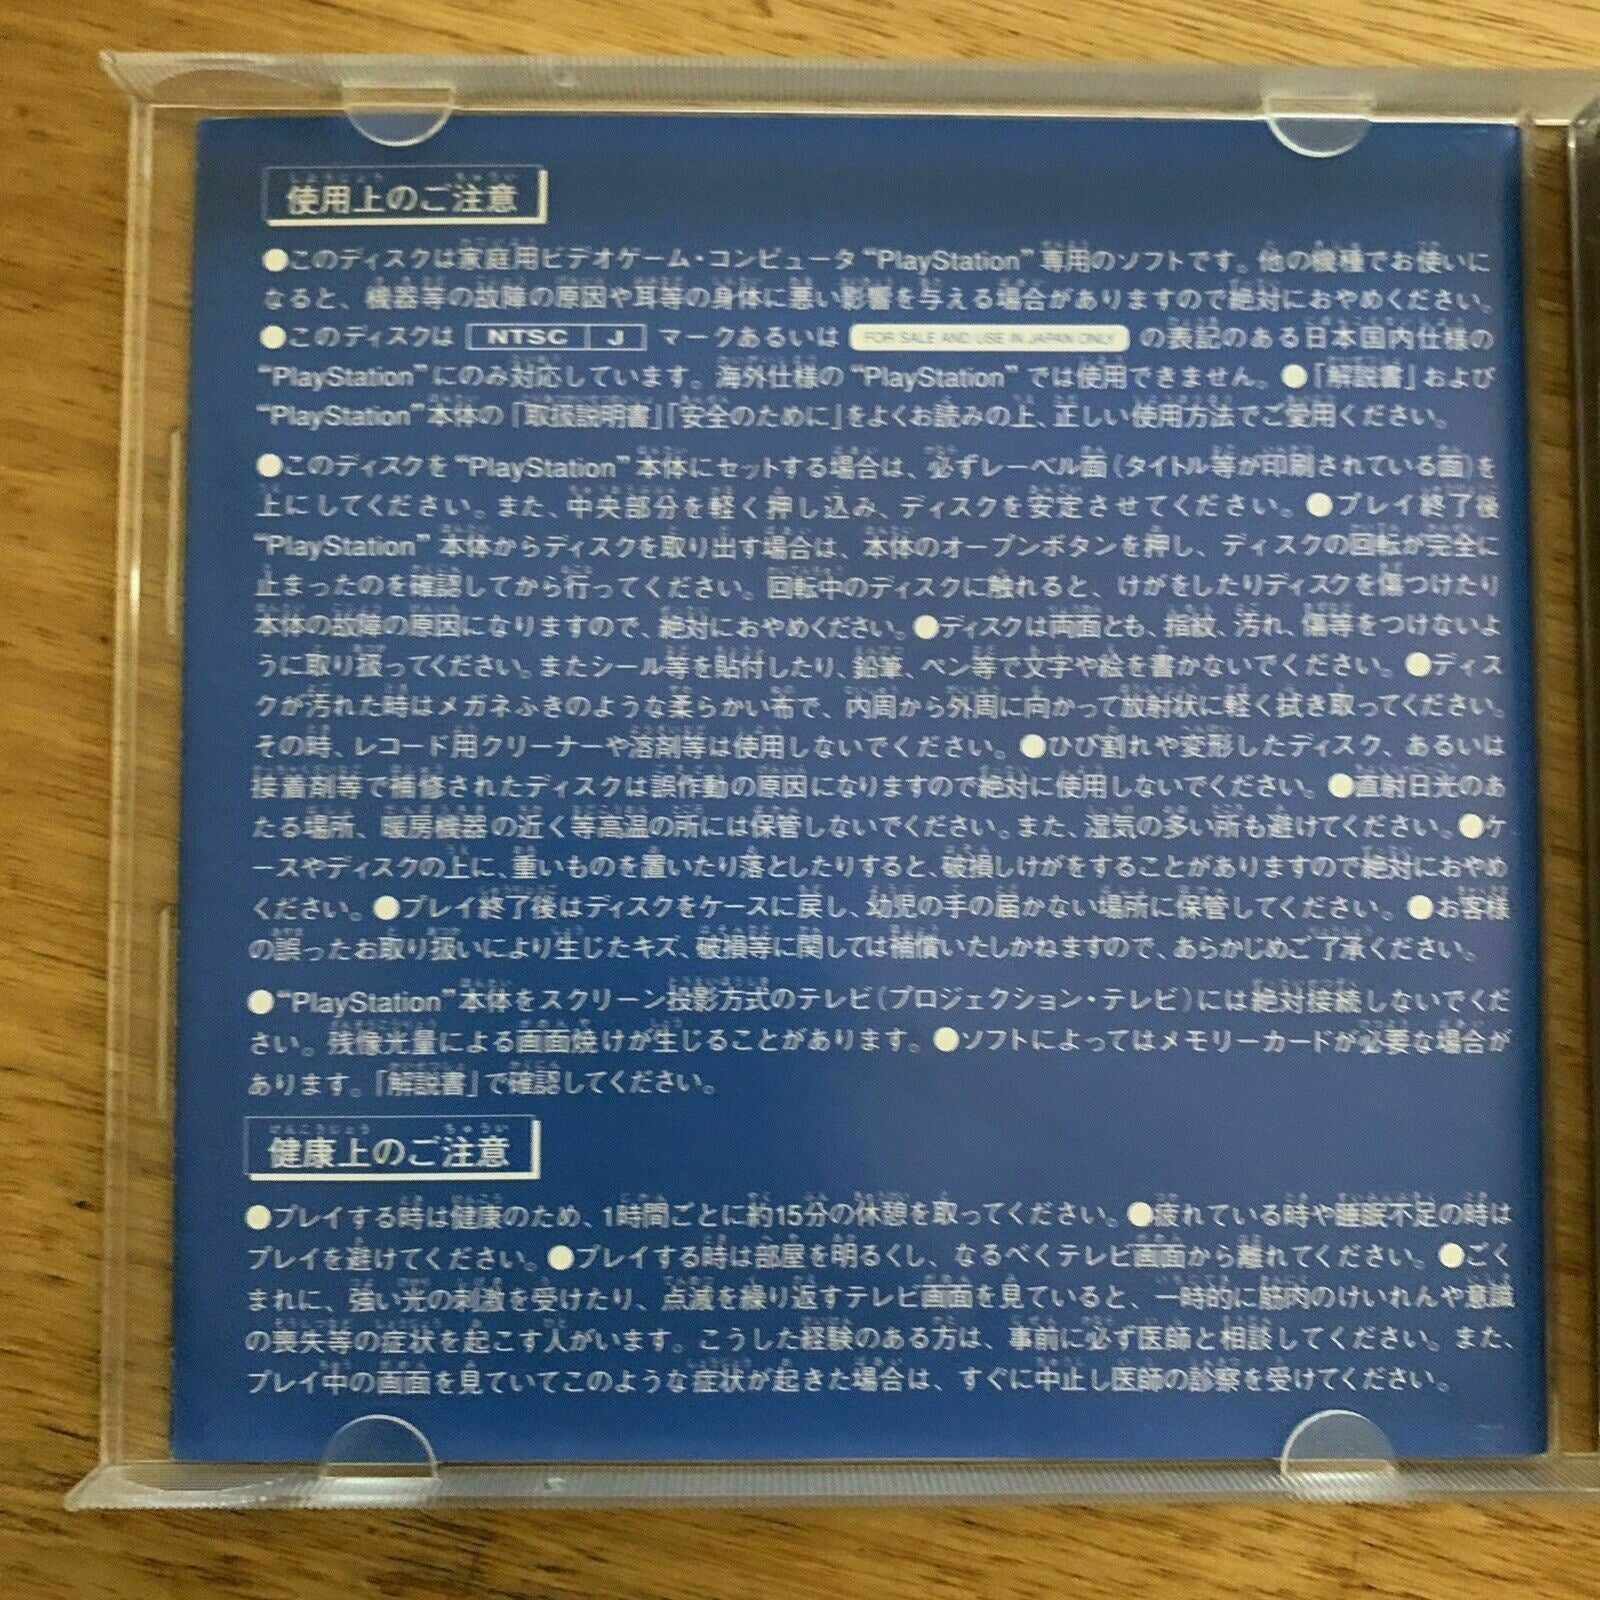 使用上のご注意
●このディスクは家庭用ビデオゲーム・コンピュータ“PlayStation”専用のソフトです。他の機種でお使いに
なると、機器等の故障の原因や耳等の身体に悪い影響を与える場合がありますので絶対におやめください。
●このディスクは NTSC J マークあるいは FOR SALE AND USE IN JAPAN ONLY の表記のある日本国内仕様の
“PlayStation”にのみ対応しています。海外仕様の“PlayStation”では使用できません。●「解説書」および
“PlayStation”本体の「取扱説明書」「安全のために」をよくお読みの上、正しい使用方法でご愛用ください。
●このディスクを“PlayStation”本体にセットする場合は、必ずレーベル面(タイトル等が印刷されている面)を
上にしてください。また、中央部分を軽く押し込み、ディスクを安定させてください。●プレイ終了後
“PlayStation”本体からディスクを取り出す場合は、本体のオープンボタンを押し、ディスクの回転が完全に
止まったのを確認してから行ってください。回転中のディスクに触れると、けがをしたりディスクを傷つけたり
本体の故障の原因になりますので、絶対におやめください。●ディスクは両面とも、指紋、汚れ、傷等をつけないよ
うに取り扱ってください。またシール等を貼付したり、鉛筆、ペン等で文字や絵を書かないでください。●ディス
クが汚れた時はメガネふきのような柔らかい布で、内周から外周に向かって放射状に軽く拭き取ってください。
その時、レコード用クリーナーや溶剤等は使用しないでください。●ひび割れや変形したディスク、あるいは
接着剤等で補修されたディスクは誤作動の原因になりますので絶対に使用しないでください。●直射日光のあ
たる場所、暖房機器の近く等高温の所には保管しないでください。また、湿気の多い所も避けてください。●ケ
ースやディスクの上に、重いものを置いたり落としたりすると、破損しけがをすることがありますので絶対におやめ
ください。●プレイ終了後はディスクをケースに戻し、幼児の手の届かない場所に保管してください。●お客様
の誤ったお取り扱いにより生じたキズ、破損等に関しては補償いたしかねますので、あらかじめご了承ください。
●“PlayStation”本体をスクリーン投影方式のテレビ(プロジェクション・テレビ)には絶対接続しないでくだ
さい。残像光量による画面焼けが生じることがあります。●ソフトによってはメモリーカードが必要な場合が
あります。「解説書」で確認してください。
健康上のご注意
●プレイする時は健康のため、1時間ごとに約15分の休憩を取ってください。●疲れている時や睡眠不足の時は
プレイを避けてください。●プレイする時は部屋を明るくし、なるべくテレビ画面から離れてください。●ごく
まれに、強い光の刺激を受けたり、点滅を繰り返すテレビ画面を見ていると、一時的に筋肉のけいれんや意識
の喪失等の症状を起こす人がいます。こうした経験のある方は、事前に必ず医師と相談してください。また、
プレイ中の画面を見ていてこのような症状が起きた場合は、すぐに中止し医師の診察を受けてください。